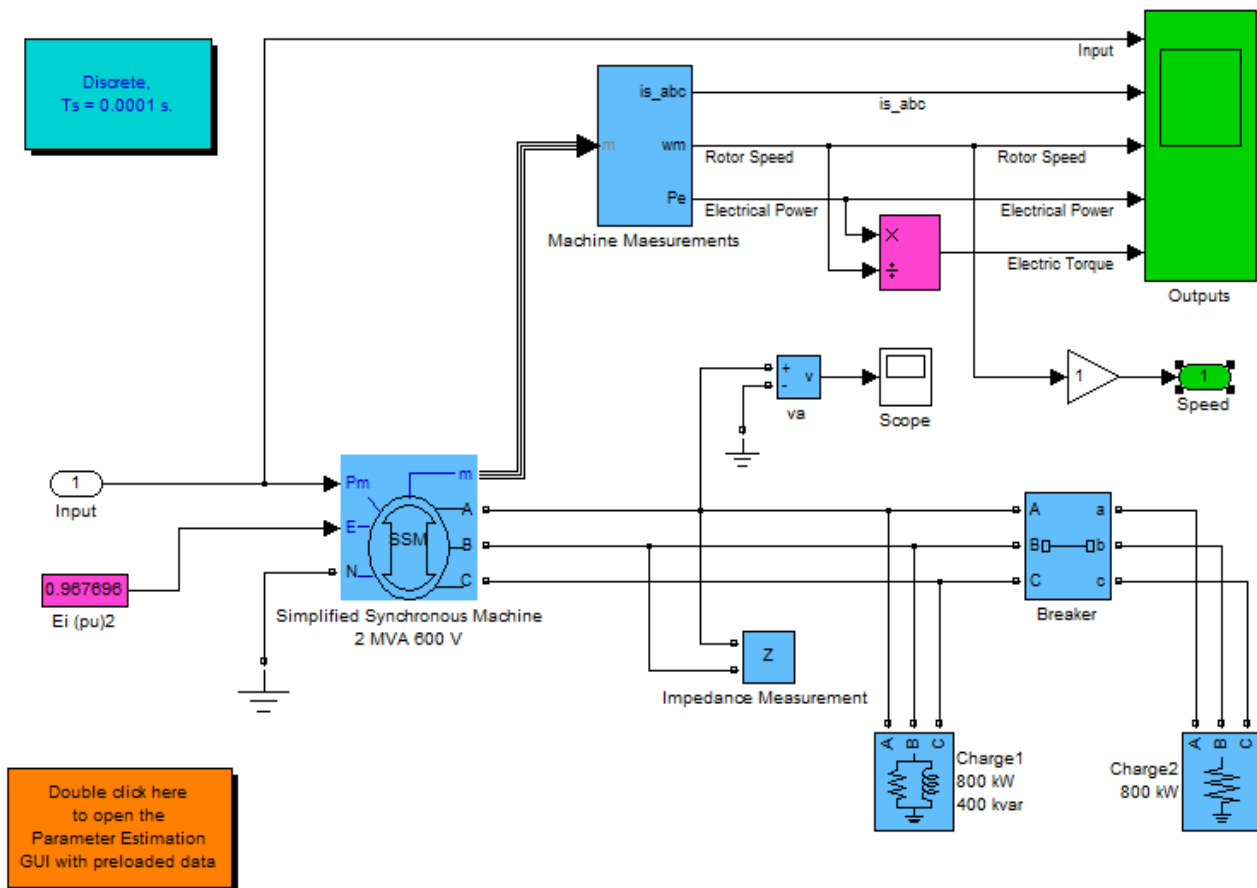 Discrete,
Ts = 0.0001 s.
Input
is_abc
is_abc
m
wm
Rotor Speed
Rotor Speed
Pe
Electrical Power
Electrical Power
Machine Maesurements
×
÷
Electric Torque
Outputs
+
-
v
va
Scope
1
1
Speed
1
Input
Pm
m
E
SSM
N
A
B
C
A
B
C
a
b
c
Breaker
0.967696
Ei (pu)2
Simplified Synchronous Machine
2 MVA 600 V
Z
Impedance Measurement
A
B
C
Charge1
800 kW
400 kvar
A
B
C
Charge2
800 kW
Double click here
to open the
Parameter Estimation
GUI with preloaded data